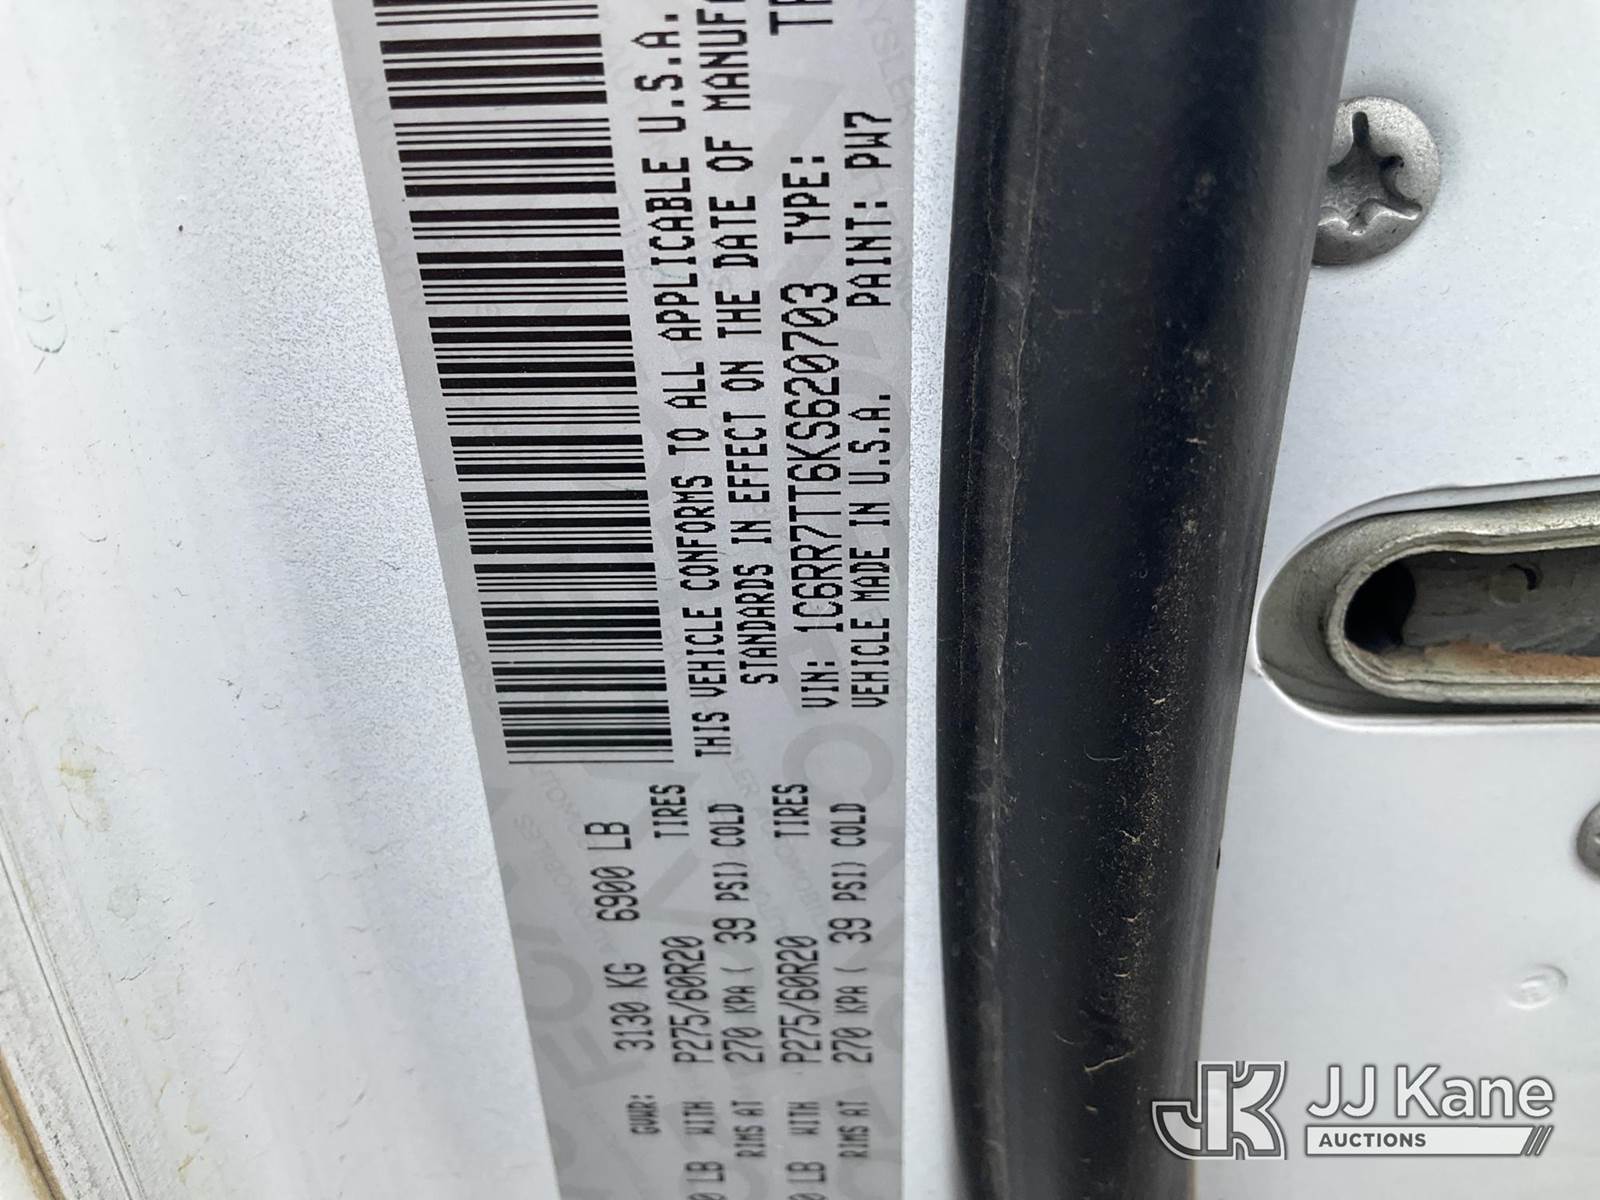 GVWR: 3130 KG 6900 LB
0 LB WITH P275/60R20 TIRES
RIMS AT 270 KPA( 39 PSI) COLD
0 LB WITH P275/60R20 TIRES
RIMS AT 270 KPA( 39 PSI) COLD
THIS VEHICLE CONFORMS TO ALL APPLICABLE U.S.A.
STANDARDS IN EFFECT ON THE DATE OF MANUF
VIN: 1C6RR7TT6KS620703 TYPE:
VEHICLE MADE IN U.S.A. PAINT: PW7
JJ Kane
AUCTIONS